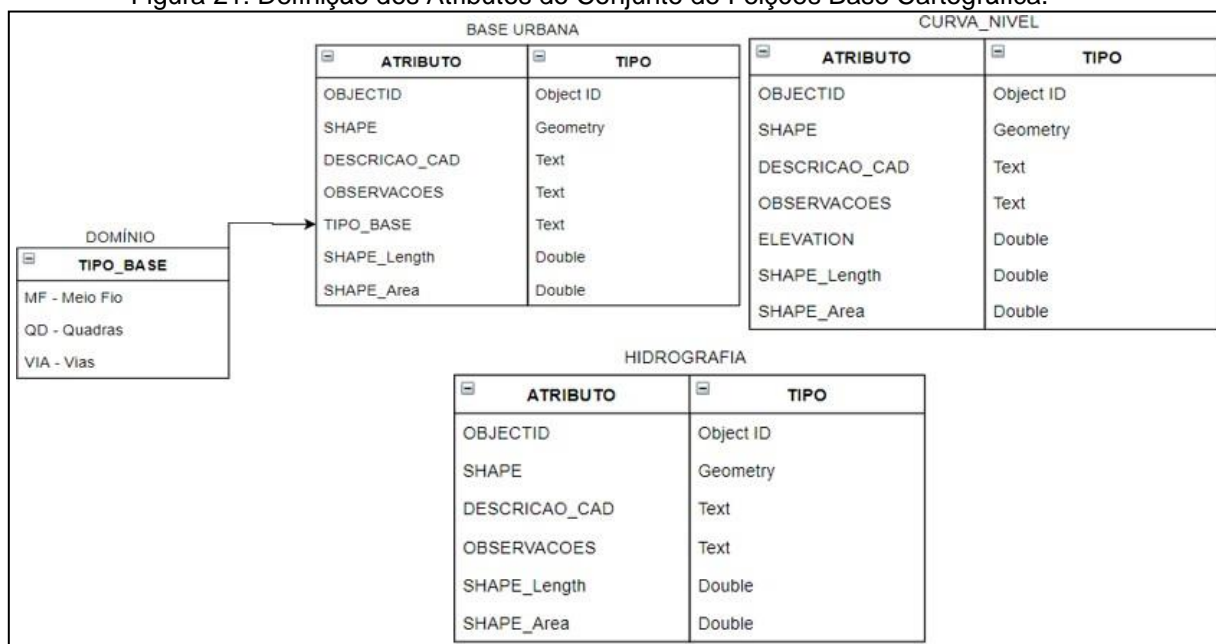 Figura 21: Definição dos Atributos do Conjunto de Feições Base Cartográfica.
BASE URBANA
ATRIBUTO TIPO
OBJECTID Object ID
SHAPE Geometry
DESCRICAO_CAD Text
OBSERVACOES Text
TIPO_BASE Text
SHAPE_Length Double
SHAPE_Area Double
CURVA_NIVEL
ATRIBUTO TIPO
OBJECTID Object ID
SHAPE Geometry
DESCRICAO_CAD Text
OBSERVACOES Text
ELEVATION Double
SHAPE_Length Double
SHAPE_Area Double
DOMÍNIO
TIPO_BASE
MF - Meio Fio
QD - Quadras
VIA - Vias
HIDROGRAFIA
ATRIBUTO TIPO
OBJECTID Object ID
SHAPE Geometry
DESCRICAO_CAD Text
OBSERVACOES Text
SHAPE_Length Double
SHAPE_Area Double